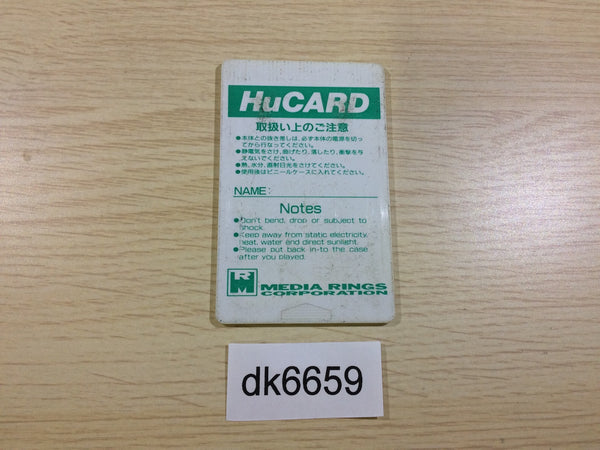 HuCARD
取扱い上のご注意
●本体との抜き差しは、必ず本体の電源を切っ
てから行なってください。
●静電気をさけ、曲げたり、濡したり、衝撃を与
えないでください。
●熱、水分、直射日光をさけてください。
●使用後はビニールケースに入れてください。
NAME:
Notes
●Don't bend, drop or subject to
shock.
●Keep away from static electricity,
heat, water end direct sunlight.
●Please put back in-to the case
after you played.
RM
MEDIA RINGS
CORPORATION
dk6659